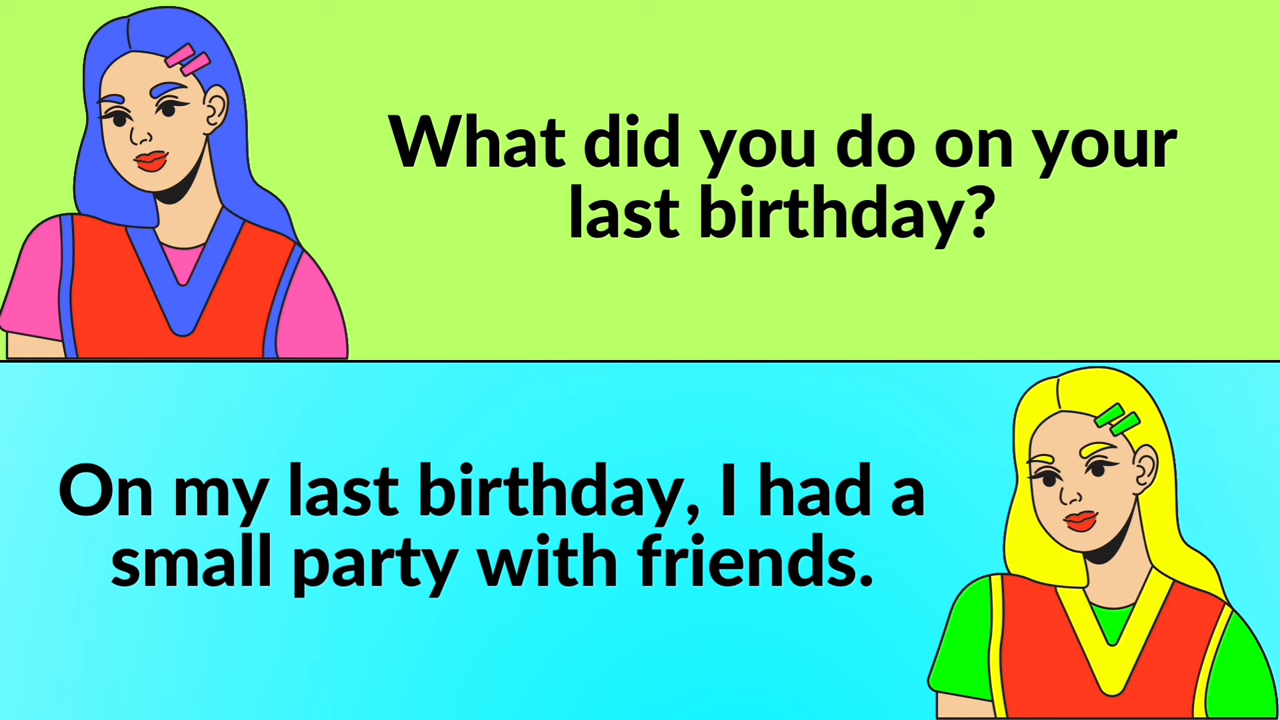 What did you do on your
last birthday?
On my last birthday, I had a
small party with friends.